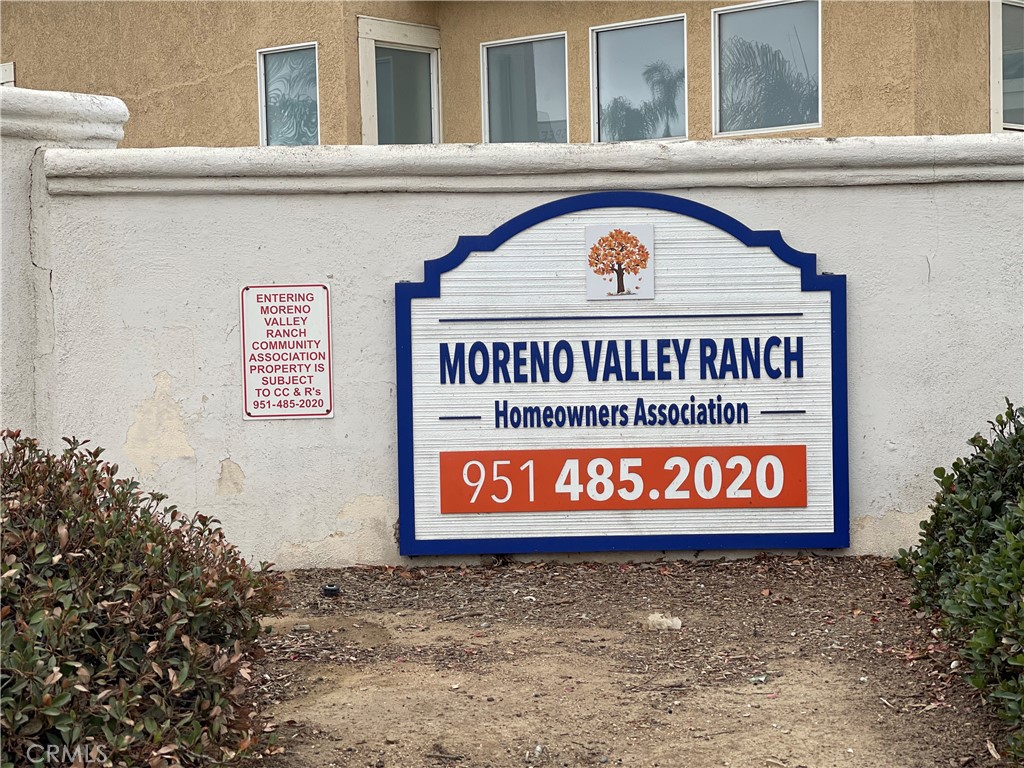 ENTERING
MORENO
VALLEY
RANCH
COMMUNITY
ASSOCIATION
PROPERTY IS
SUBJECT
TO CC & R's
951-485-2020
MORENO VALLEY RANCH
Homeowners Association
951 485.2020
CRMLS